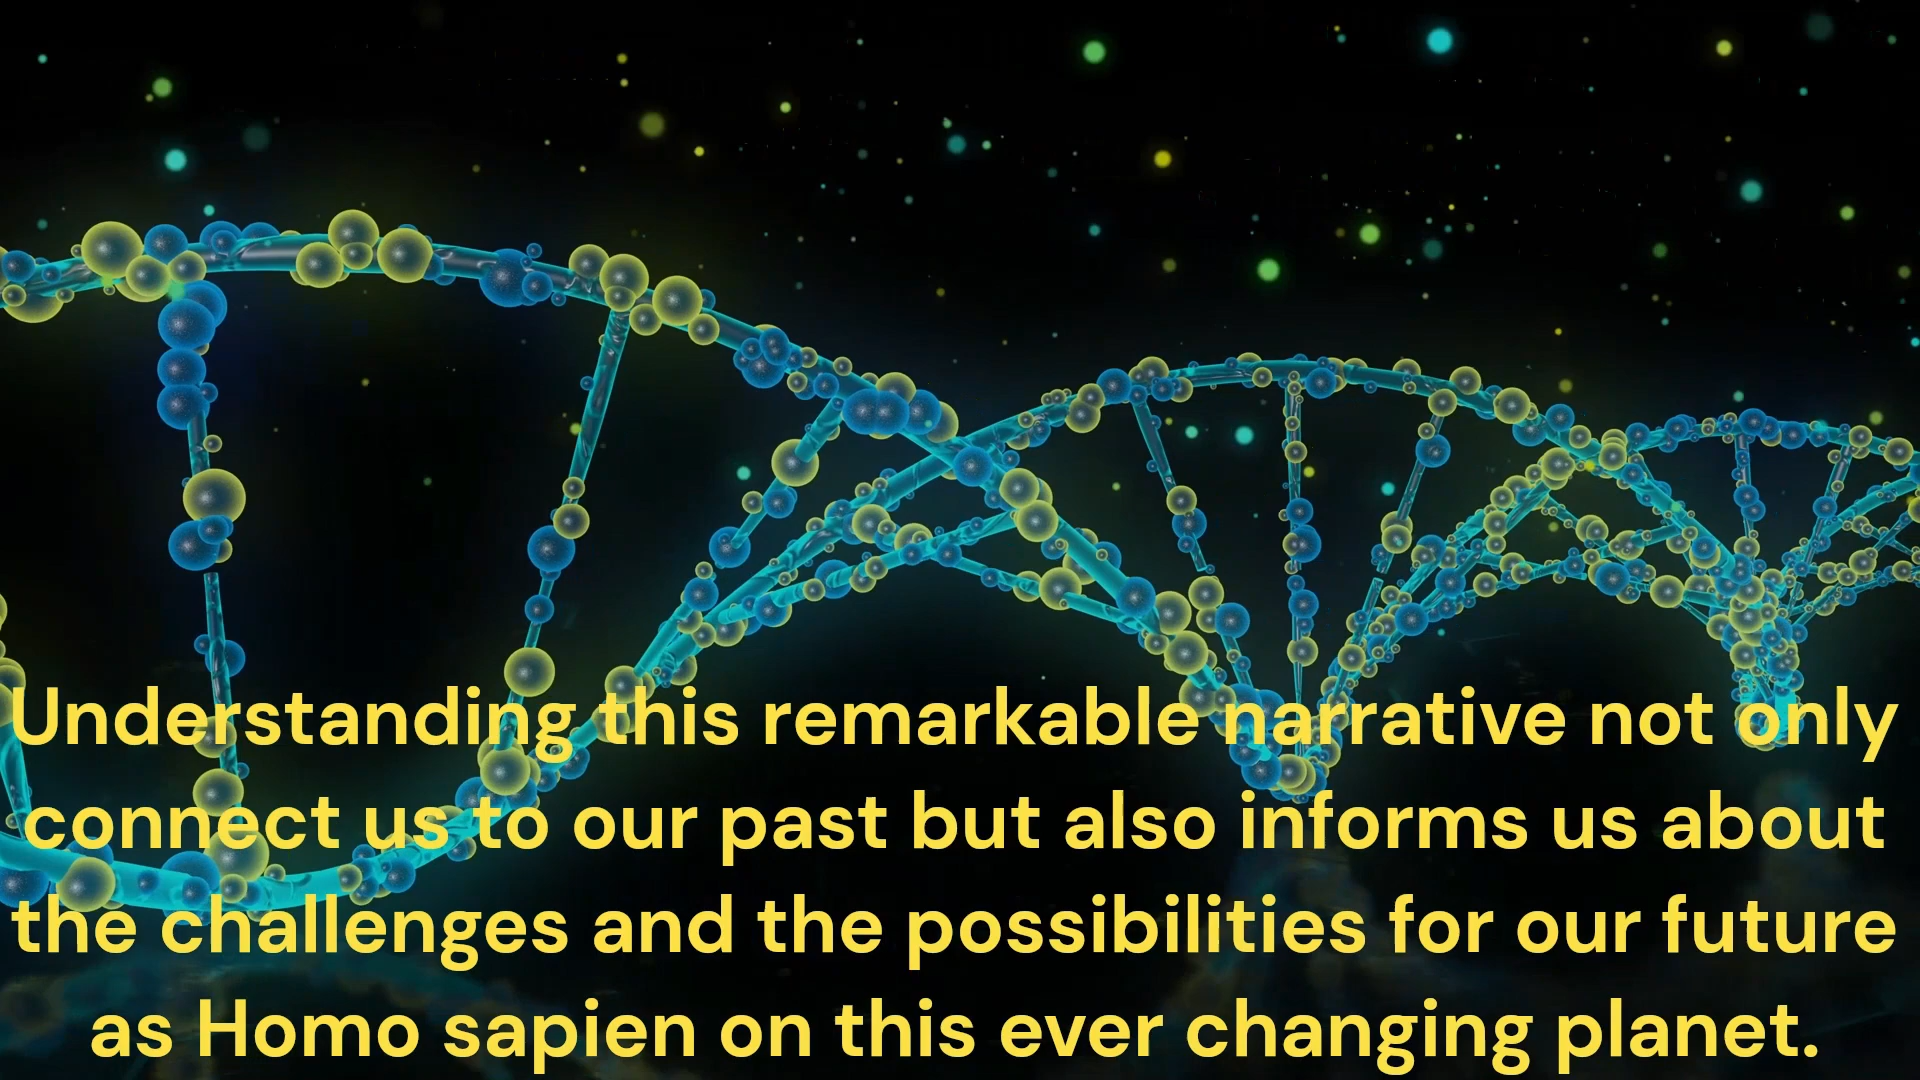 Understanding this remarkable narrative not only
connect us to our past but also informs us about
the challenges and the possibilities for our future
as Homo sapien on this ever changing planet.